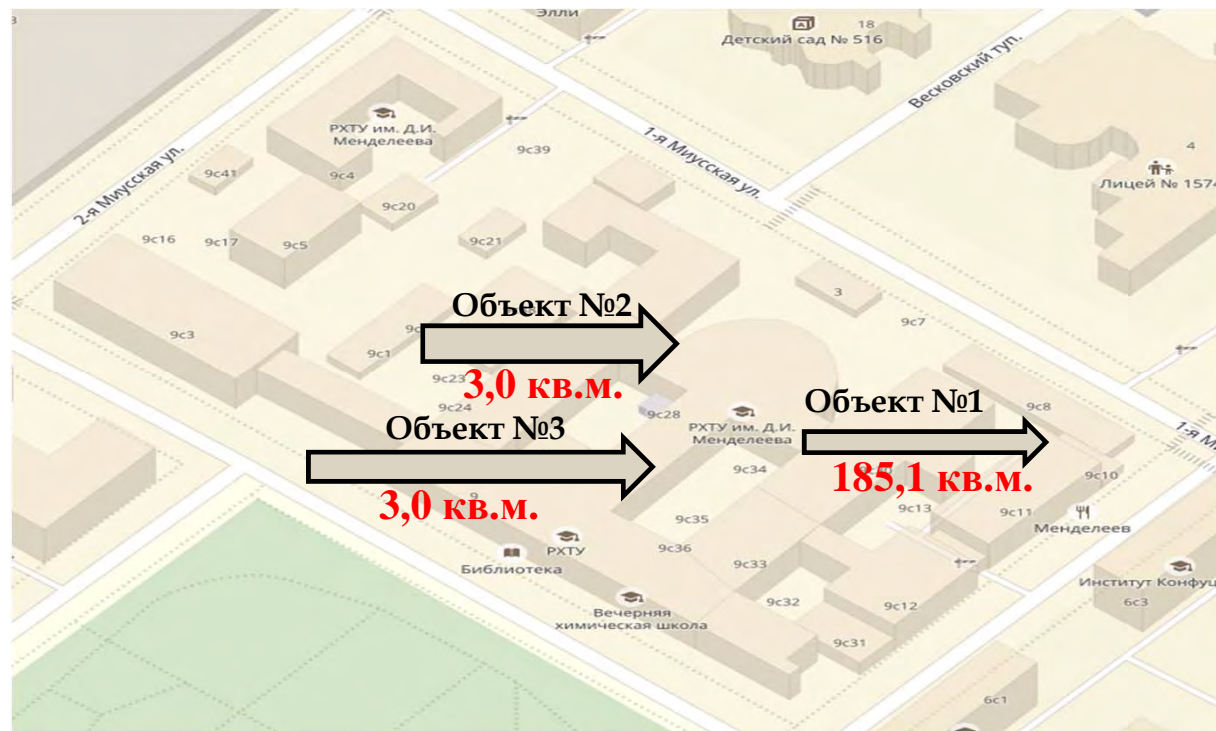 Элли
18
Детский сад № 516
Весковский туп.
РХТУ им. Д.И.
Менделеева
9с39
1-я Миусская ул.
4
Лицей № 1574
2-я Миусская ул.
9с41
9с4
9с20
9с16
9с17
9с5
9с21
3
9с7
Объект №2
9с3
9с1
9с23
3,0 кв.м.
9с24
9с28
Объект №1
9с8
РХТУ им. Д.И.
Менделеева
Объект №3
1-я М
9с34
185,1 кв.м.
9с10
9
3,0 кв.м.
9с35
9с13
9с11
Менделеев
РХТУ
Библиотека
9с36
9с33
Институт Конфуц
6с3
Вечерняя
химическая школа
9с32
9с12
9с31
6с1